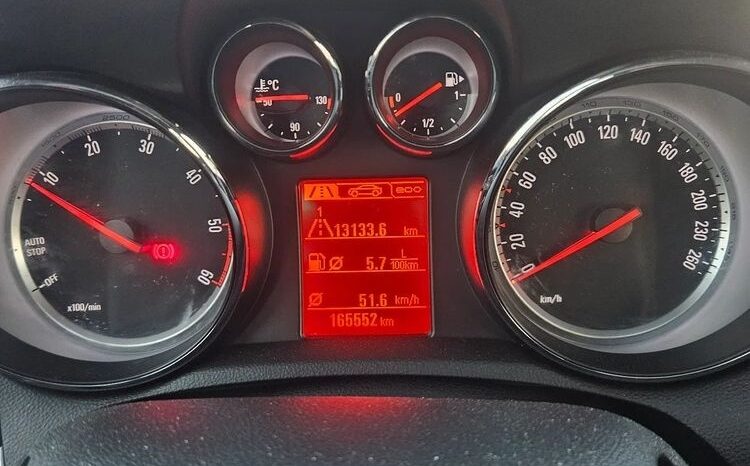 °C
50
90
130
0
1/2
1
10
20
30
40
50
60
AUTO
STOP
OFF
x100/min
ECO
1
13133.6 km
Ø 5.7 L/100km
Ø 51.6 km/h
165552 km
0
20
40
60
80
100
120
140
160
180
200
220
240
260
km/h